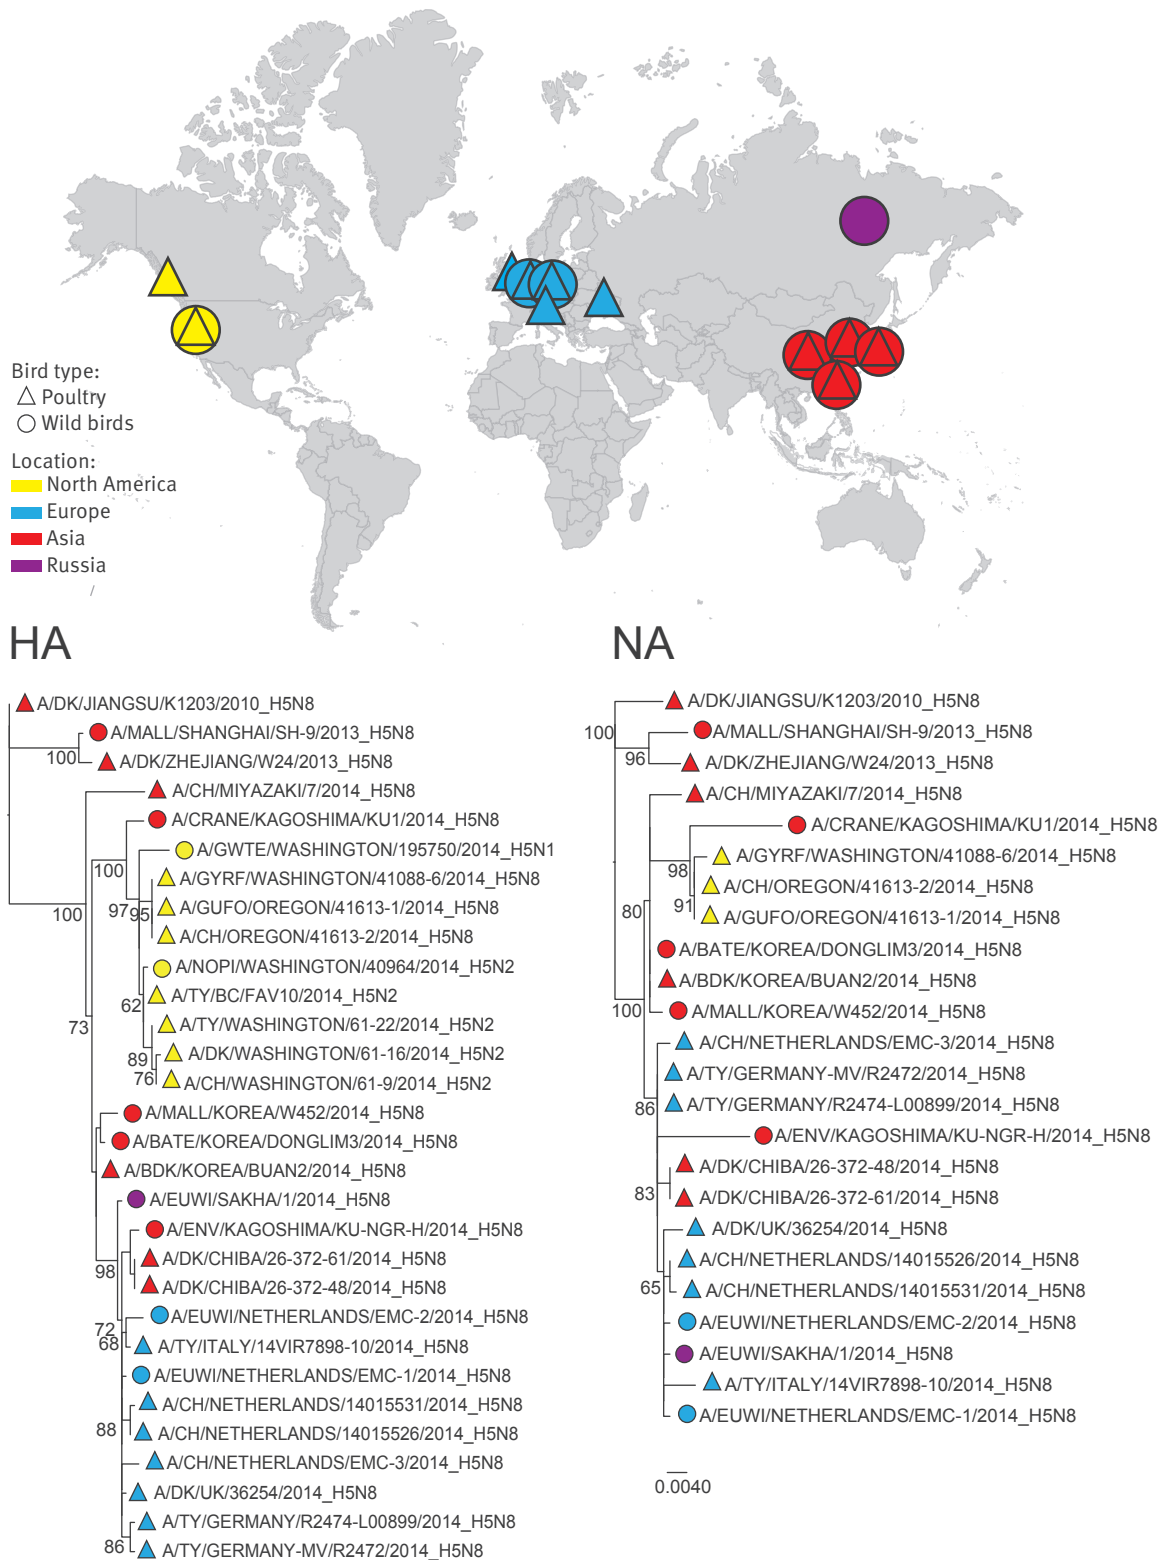 Bird type:
Poultry
Wild birds
Location:
North America
Europe
Asia
Russia
HA
A/DK/JIANGSU/K1203/2010_H5N8
A/MALL/SHANGHAI/SH-9/2013_H5N8
100
A/DK/ZHEJIANG/W24/2013_H5N8
A/CH/MIYAZAKI/7/2014_H5N8
A/CRANE/KAGOSHIMA/KU1/2014_H5N8
A/GWTE/WASHINGTON/195750/2014_H5N1
100
A/GYRF/WASHINGTON/41088-6/2014_H5N8
100
97
95
A/GUFO/OREGON/41613-1/2014_H5N8
A/CH/OREGON/41613-2/2014_H5N8
A/NOPI/WASHINGTON/40964/2014_H5N2
A/TY/BC/FAV10/2014_H5N2
62
73
A/TY/WASHINGTON/61-22/2014_H5N2
89
A/DK/WASHINGTON/61-16/2014_H5N2
76
A/CH/WASHINGTON/61-9/2014_H5N2
A/MALL/KOREA/W452/2014_H5N8
A/BATE/KOREA/DONGLIM3/2014_H5N8
A/BDK/KOREA/BUAN2/2014_H5N8
A/EUWI/SAKHA/1/2014_H5N8
A/ENV/KAGOSHIMA/KU-NGR-H/2014_H5N8
98
A/DK/CHIBA/26-372-61/2014_H5N8
A/DK/CHIBA/26-372-48/2014_H5N8
A/EUWI/NETHERLANDS/EMC-2/2014_H5N8
72
68
A/TY/ITALY/14VIR7898-10/2014_H5N8
A/EUWI/NETHERLANDS/EMC-1/2014_H5N8
A/CH/NETHERLANDS/14015531/2014_H5N8
88
A/CH/NETHERLANDS/14015526/2014_H5N8
A/CH/NETHERLANDS/EMC-3/2014_H5N8
A/DK/UK/36254/2014_H5N8
A/TY/GERMANY/R2474-L00899/2014_H5N8
86
A/TY/GERMANY-MV/R2472/2014_H5N8
NA
A/DK/JIANGSU/K1203/2010_H5N8
100
A/MALL/SHANGHAI/SH-9/2013_H5N8
96
A/DK/ZHEJIANG/W24/2013_H5N8
A/CH/MIYAZAKI/7/2014_H5N8
A/CRANE/KAGOSHIMA/KU1/2014_H5N8
A/GYRF/WASHINGTON/41088-6/2014_H5N8
98
A/CH/OREGON/41613-2/2014_H5N8
91
80
A/GUFO/OREGON/41613-1/2014_H5N8
A/BATE/KOREA/DONGLIM3/2014_H5N8
A/BDK/KOREA/BUAN2/2014_H5N8
100
A/MALL/KOREA/W452/2014_H5N8
A/CH/NETHERLANDS/EMC-3/2014_H5N8
A/TY/GERMANY-MV/R2472/2014_H5N8
86
A/TY/GERMANY/R2474-L00899/2014_H5N8
A/ENV/KAGOSHIMA/KU-NGR-H/2014_H5N8
A/DK/CHIBA/26-372-48/2014_H5N8
83
A/DK/CHIBA/26-372-61/2014_H5N8
A/DK/UK/36254/2014_H5N8
A/CH/NETHERLANDS/14015526/2014_H5N8
65
A/CH/NETHERLANDS/14015531/2014_H5N8
A/EUWI/NETHERLANDS/EMC-2/2014_H5N8
A/EUWI/SAKHA/1/2014_H5N8
A/TY/ITALY/14VIR7898-10/2014_H5N8
A/EUWI/NETHERLANDS/EMC-1/2014_H5N8
0.0040